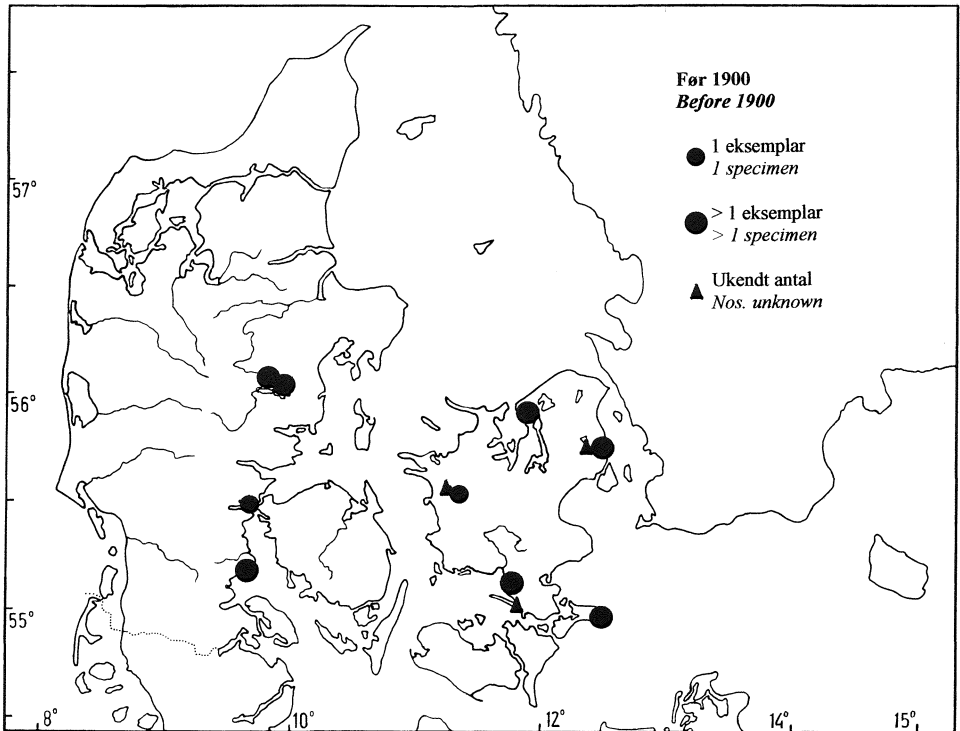 Før 1900
Before 1900
1 eksemplar
1 specimen
> 1 eksemplar
> 1 specimen
Ukendt antal
Nos. unknown
57°
56°
55°
8°
10°
12°
14°
15°